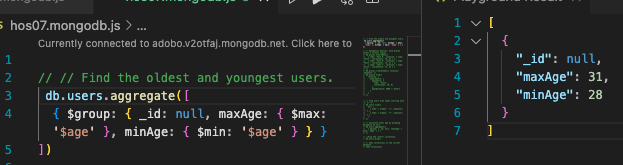 hos07.mongodb.js > ...
Currently connected to adobo.v2otfaj.mongodb.net. Click here to
1
2 // // Find the oldest and youngest users.
3 db.users.aggregate([
4 { $group: { _id: null, maxAge: { $max:
'$age' }, minAge: { $min: '$age' } } }
5 ])
1 [
2 {
3 "_id": null,
4 "maxAge": 31,
5 "minAge": 28
6 }
7 ]